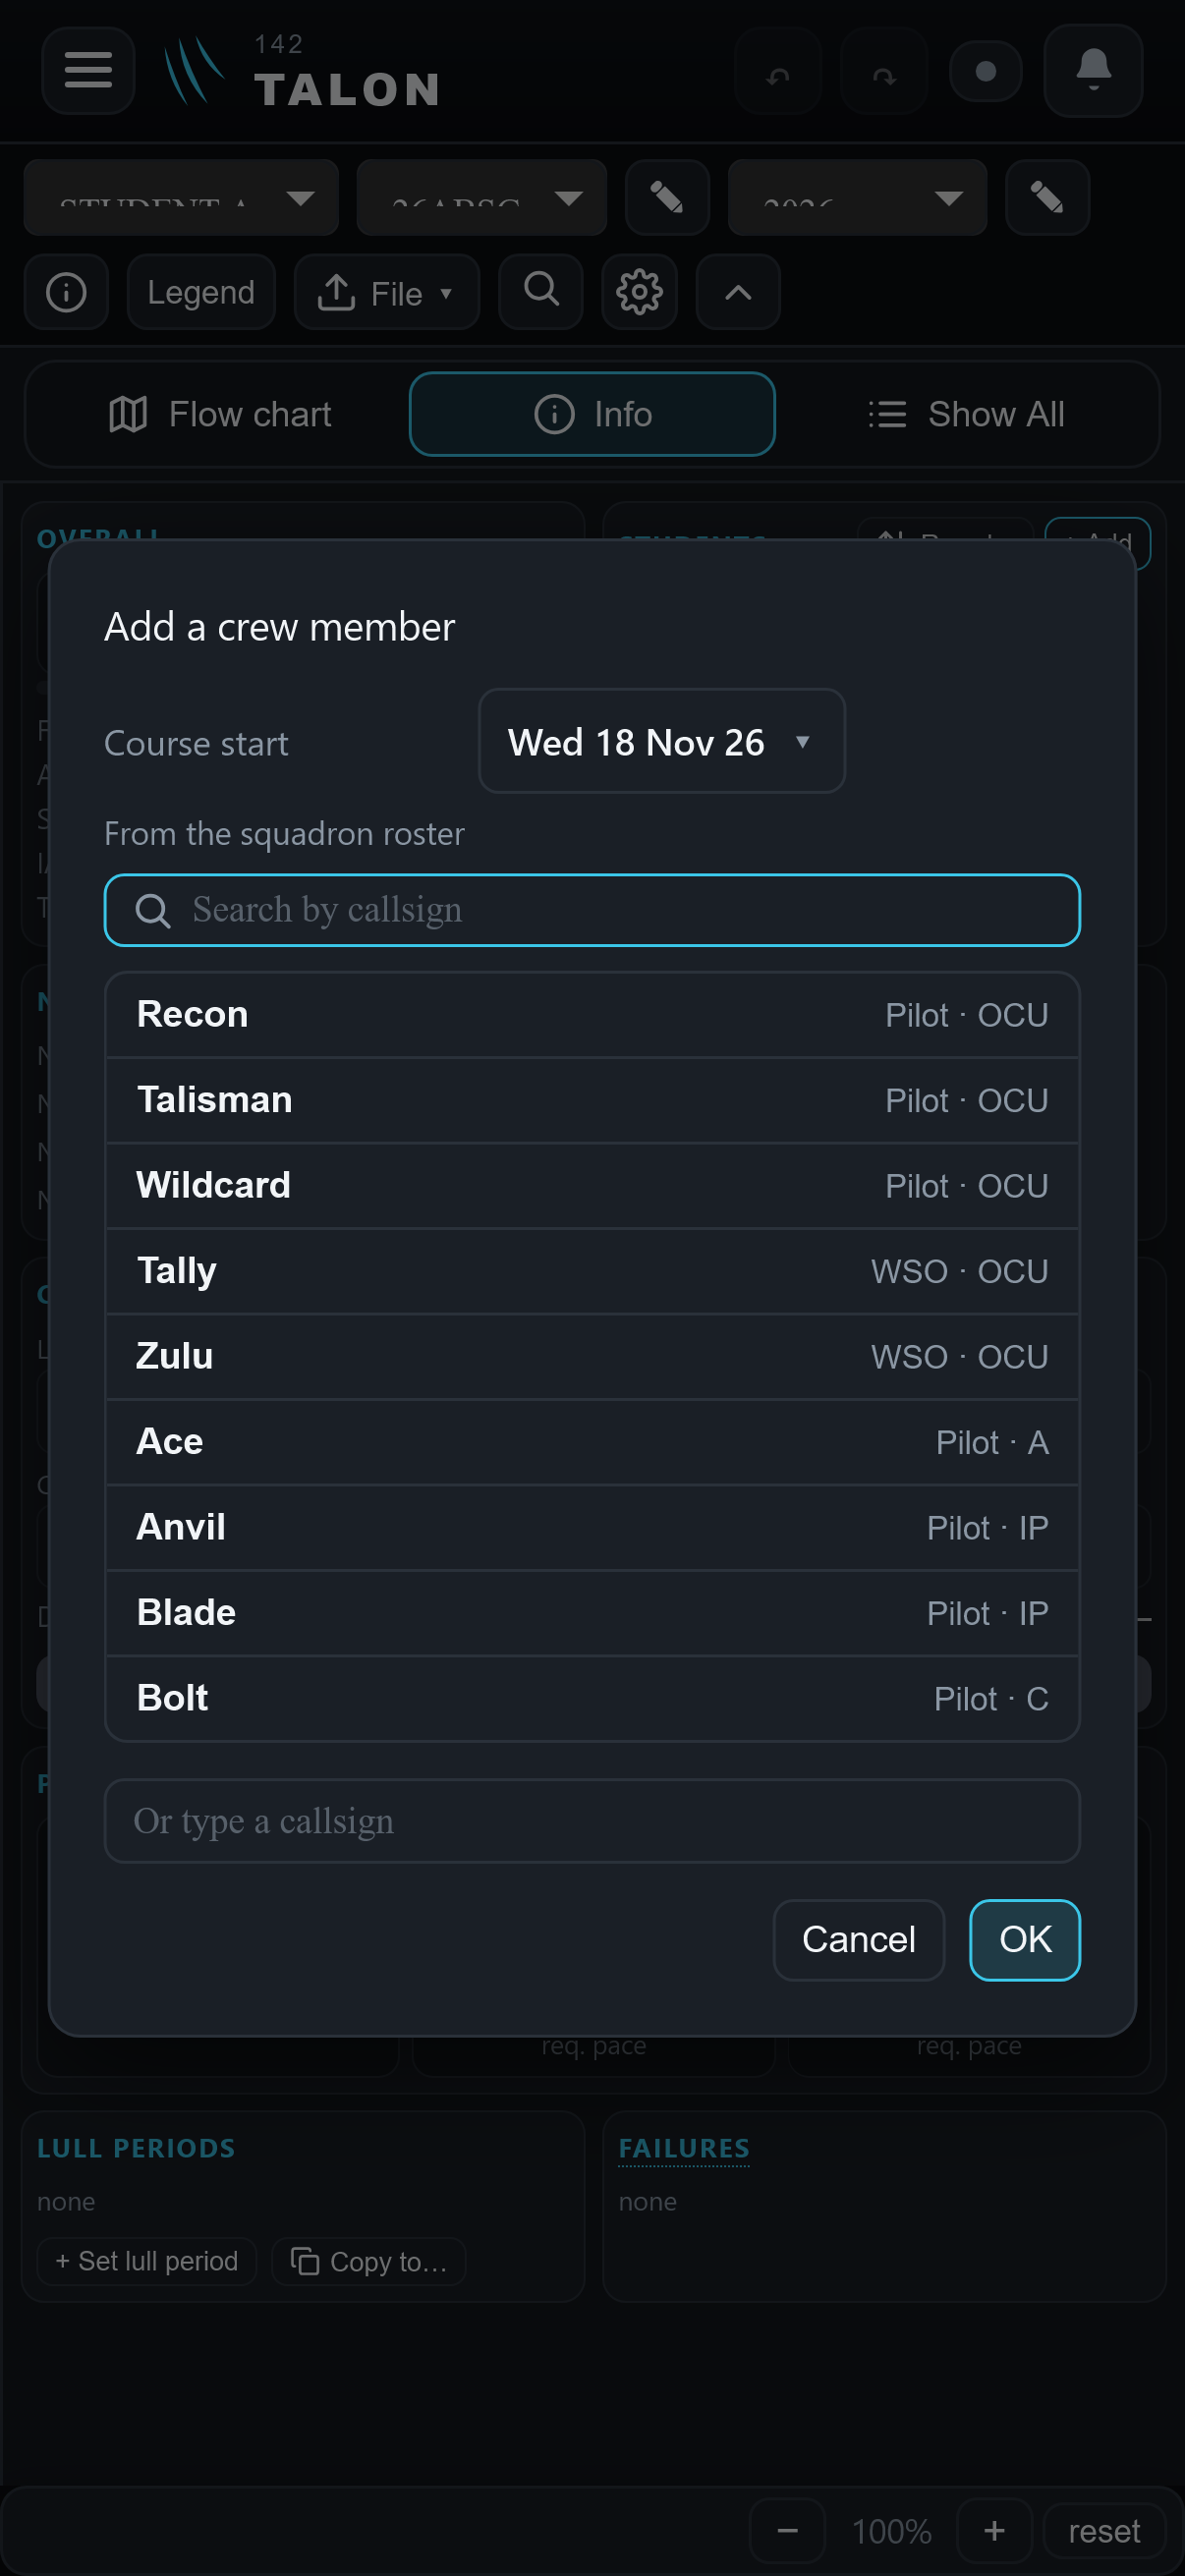 142
TALON
Legend
File
Flow chart
Info
Show All
OVERALL
STUDENTS
Add a crew member
Course start
Wed 18 Nov 26
From the squadron roster
Search by callsign
Recon
Pilot · OCU
Talisman
Pilot · OCU
Wildcard
Pilot · OCU
Tally
WSO · OCU
Zulu
WSO · OCU
Ace
Pilot · A
Anvil
Pilot · IP
Blade
Pilot · IP
Bolt
Pilot · C
Or type a callsign
Cancel
OK
req. pace
req. pace
LULL PERIODS
none
+ Set lull period
Copy to...
FAILURES
none
− 100% + reset